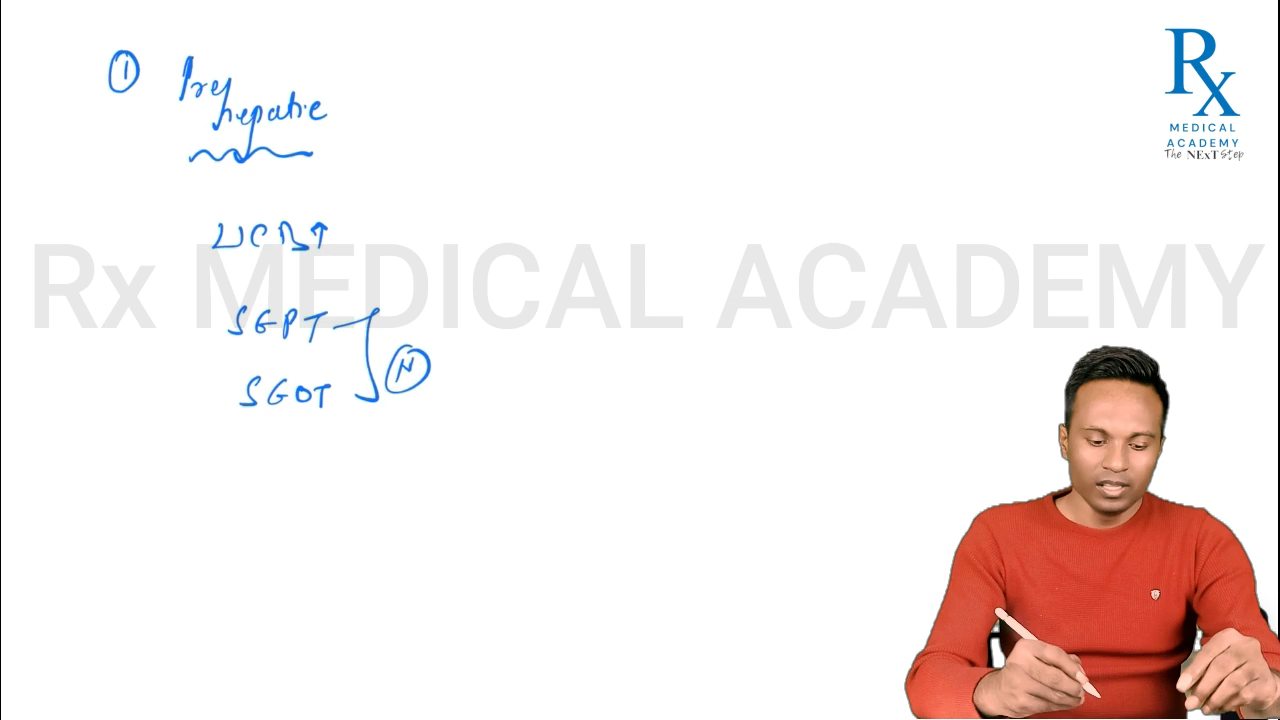 ① Pre
hepatic
UCB↑
SGPT
SGOT
N
Rx
MEDICAL
ACADEMY
The NExT Step
Rx MEDICAL ACADEMY